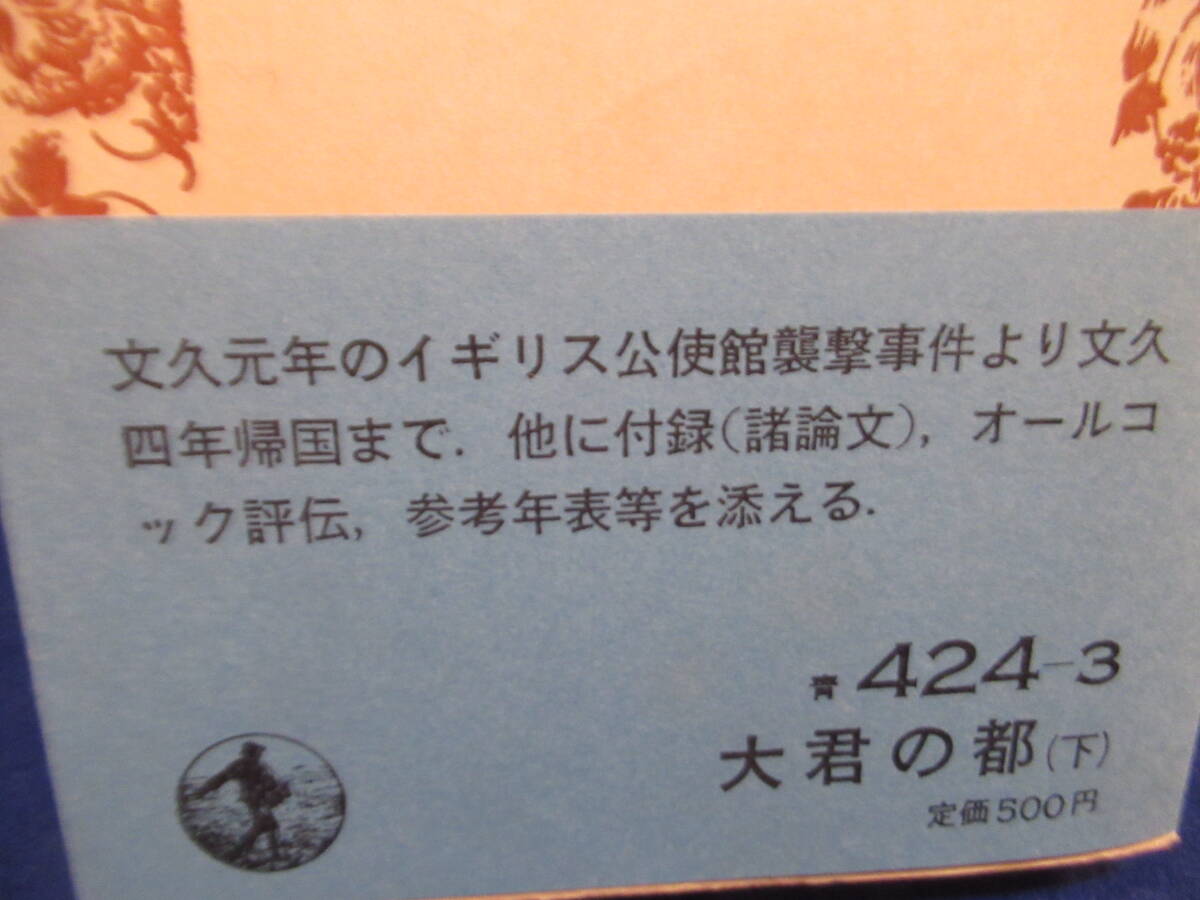 文久元年のイギリス公使館襲撃事件より文久
四年帰国まで．他に付録(諸論文)，オールコ
ック評伝，参考年表等を添える．
青 424-3
大君の都(下)
定価500円